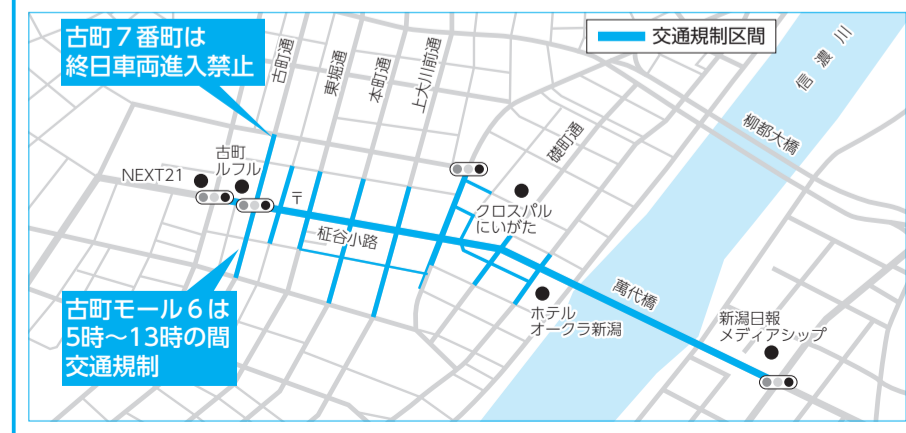 古町７番町は
終日車両進入禁止
交通規制区間
古町通
東堀通
本町通
上大川前通
礎町通
信濃川
柳都大橋
NEXT21
古町
ルフル
〒
柾谷小路
クロスパル
にいがた
萬代橋
ホテル
オークラ新潟
新潟日報
メディアシップ
古町モール６は
5時～13時の間
交通規制